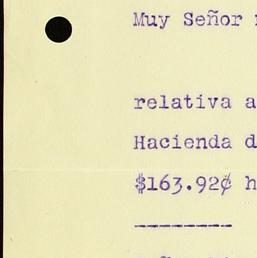 Muy Señor
relativa a
Hacienda d
$163.92¢ h